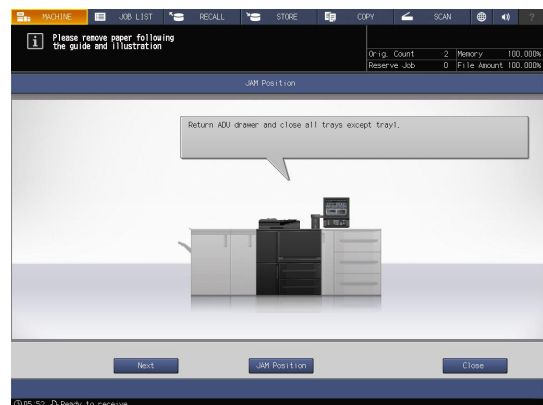 MACHINE JOB LIST RECALL STORE COPY SCAN ?
i Please remove paper following
the guide and illustration
Orig. Count 2 Memory 100.000%
Reserve Job 0 File Amount 100.000%
JAM Position
Return ADU drawer and close all trays except tray1.
Next JAM Position Close
05:52 Ready to receive